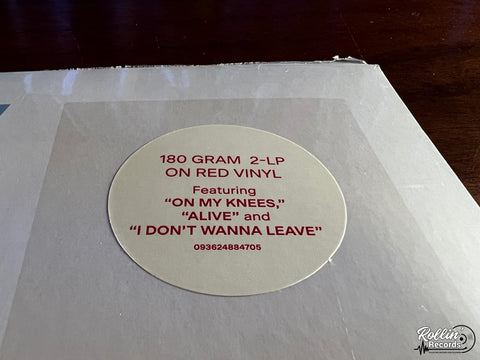 180 GRAM 2-LP
ON RED VINYL
Featuring
“ON MY KNEES,”
“ALIVE” and
“I DON’T WANNA LEAVE”
093624884705
Rollin'
Records